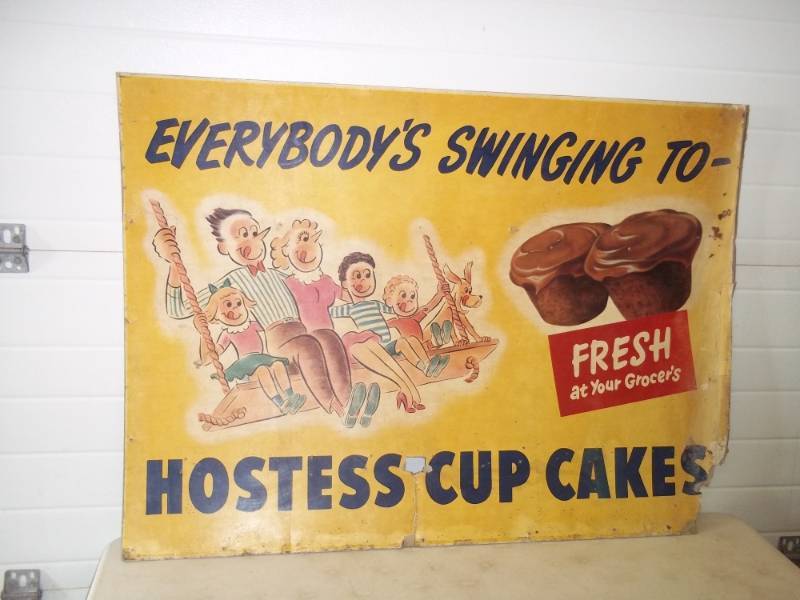 EVERYBODY'S SWINGING TO-
FRESH
at Your Grocer's
HOSTESS CUP CAKES